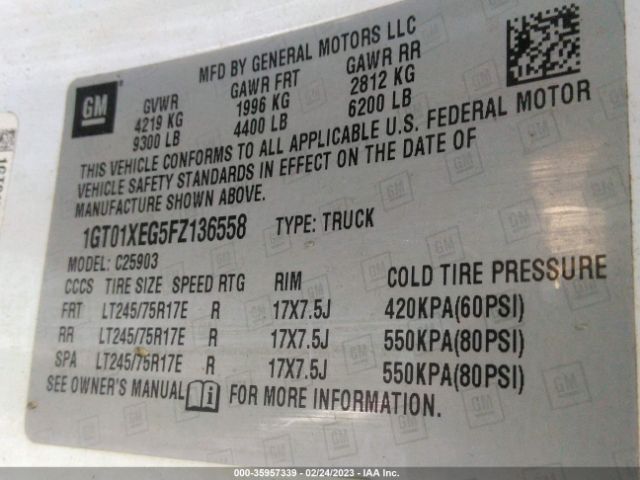 MFD BY GENERAL MOTORS LLC
GM
GVWR GAWR FRT GAWR RR
4219 KG 1996 KG 2812 KG
9300 LB 4400 LB 6200 LB
THIS VEHICLE CONFORMS TO ALL APPLICABLE U.S. FEDERAL MOTOR
VEHICLE SAFETY STANDARDS IN EFFECT ON THE DATE OF
MANUFACTURE SHOWN ABOVE.
1GT01XEG5FZ136558 TYPE: TRUCK
MODEL: C25903
CCCS TIRE SIZE SPEED RTG RIM COLD TIRE PRESSURE
FRT LT245/75R17E R 17X7.5J 420KPA(60PSI)
RR LT245/75R17E R 17X7.5J 550KPA(80PSI)
SPA LT245/75R17E R 17X7.5J 550KPA(80PSI)
SEE OWNER'S MANUAL FOR MORE INFORMATION.
000-35957339 - 02/24/2023 - IAA Inc.